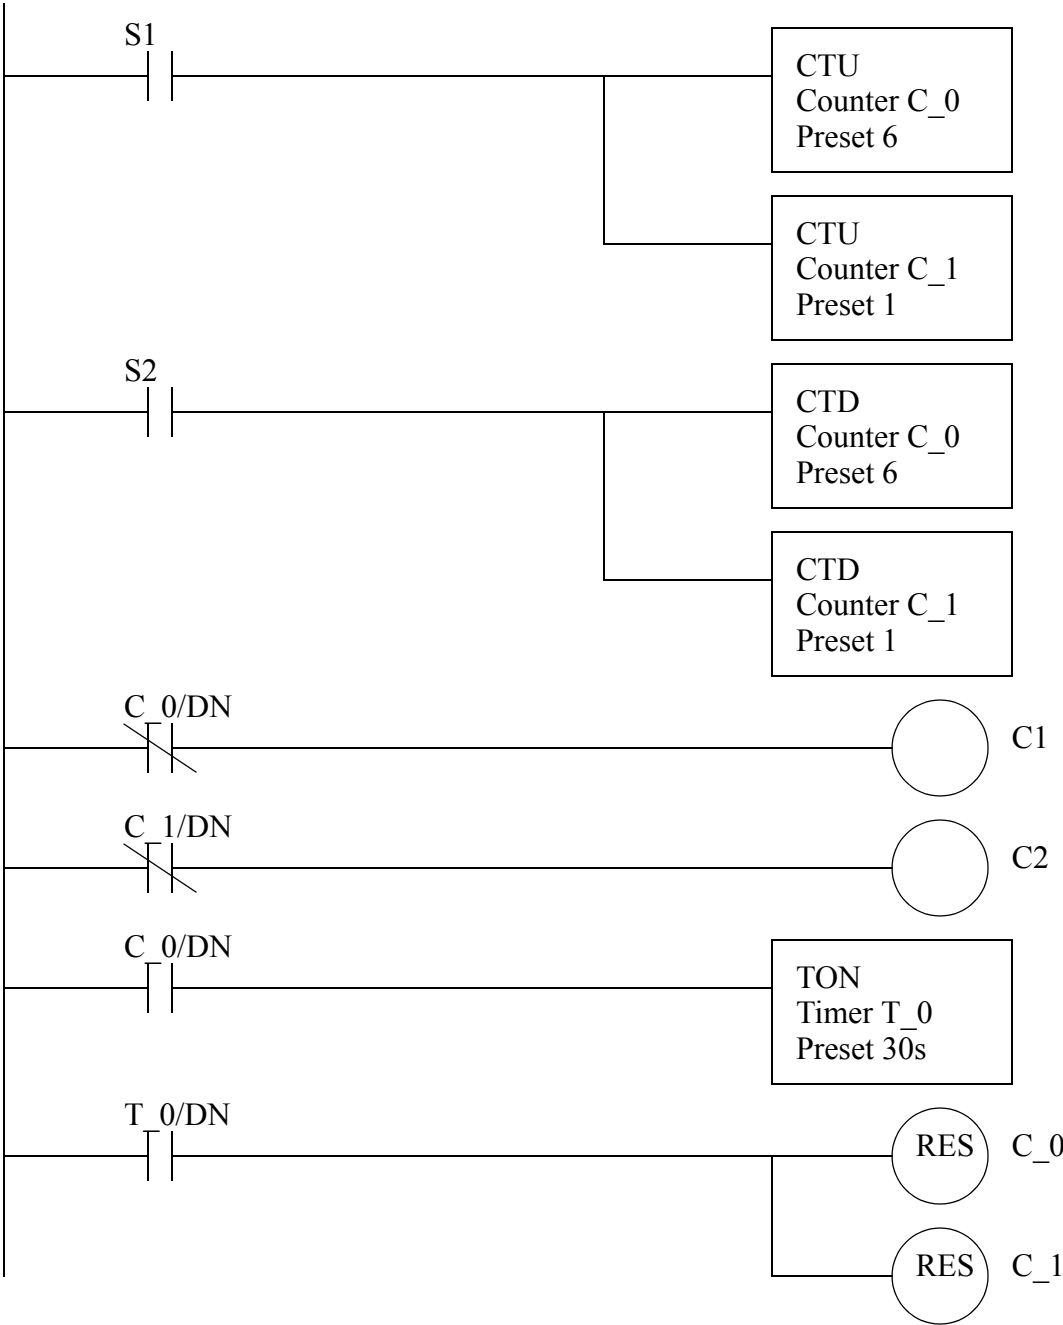 S1
CTU
Counter C_0
Preset 6
CTU
Counter C_1
Preset 1
S2
CTD
Counter C_0
Preset 6
CTD
Counter C_1
Preset 1
C_0/DN
C1
C_1/DN
C2
C_0/DN
TON
Timer T_0
Preset 30s
T_0/DN
RES C_0
RES C_1